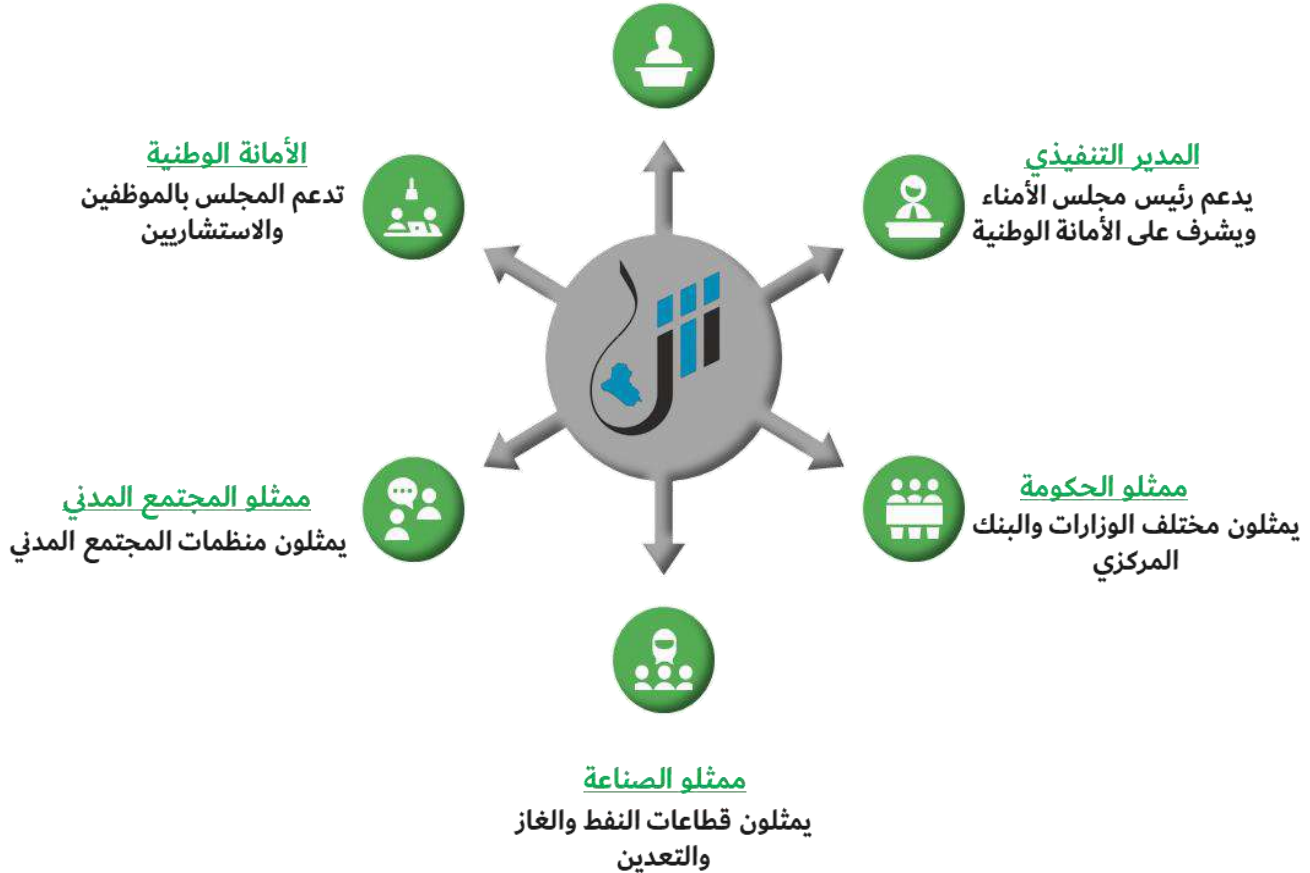 المدير التنفيذي
يدعم رئيس مجلس الأمناء
ويشرف على الأمانة الوطنية
الأمانة الوطنية
تدعم المجلس بالموظفين
والاستشاريين
ممثلو الحكومة
يمثلون مختلف الوزارات والبنك
المركزي
ممثلو المجتمع المدني
يمثلون منظمات المجتمع المدني
ممثلو الصناعة
يمثلون قطاعات النفط والغاز
والتعدين